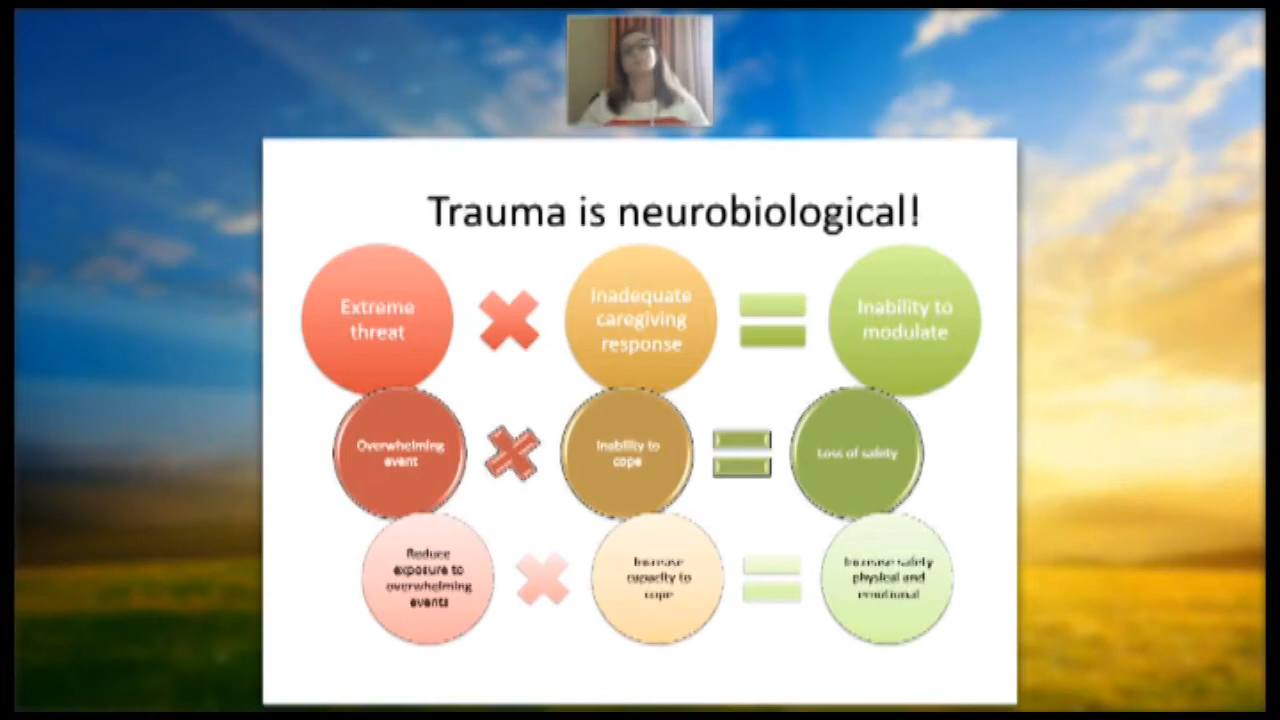 Trauma is neurobiological!
Extreme
threat
Inadequate
caregiving
response
Inability to
modulate
Overwhelming
event
Inability to
cope
Loss of safety
Reduce
exposure to
overwhelming
events
Increase
capacity to
cope
Increase safety
physical and
emotional